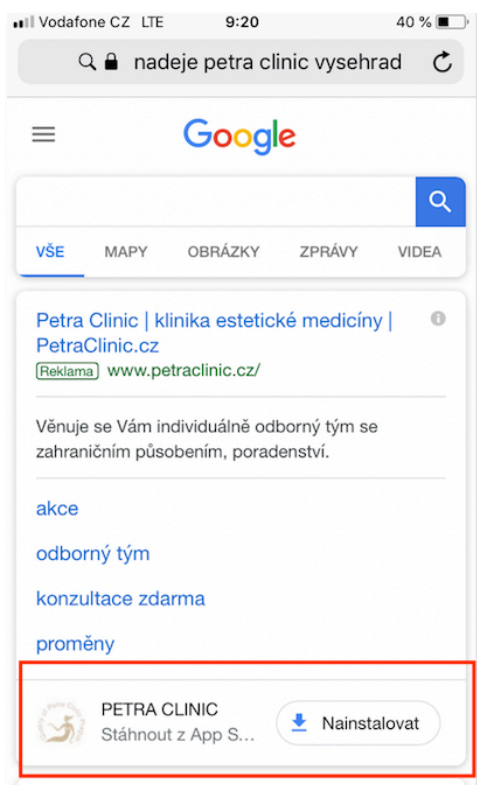 Vodafone CZ LTE 9:20 40 %
nadeje petra clinic vysehrad
Google
VŠE MAPY OBRÁZKY ZPRÁVY VIDEA
Petra Clinic | klinika estetické medicíny |
PetraClinic.cz
Reklama www.petraclinic.cz/
Věnuje se Vám individuálně odborný tým se
zahraničním působením, poradenství.
akce
odborný tým
konzultace zdarma
proměny
PETRA CLINIC
Stáhnout z App S... Nainstalovat